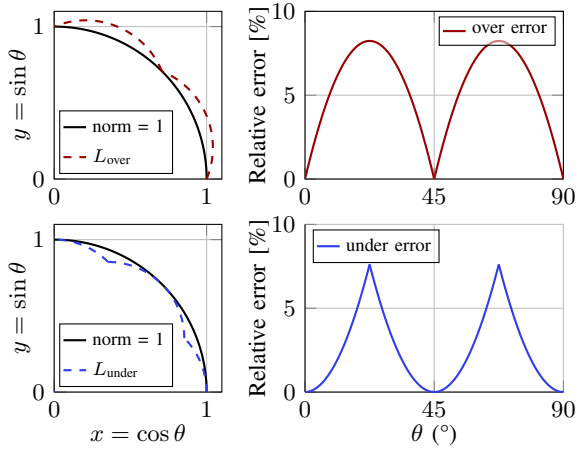 1
0
0
1
y = sin θ
norm = 1
L_over
10
5
0
0
45
90
Relative error [%]
over error
1
0
0
1
y = sin θ
x = cos θ
norm = 1
L_under
10
5
0
0
45
90
Relative error [%]
θ (°)
under error